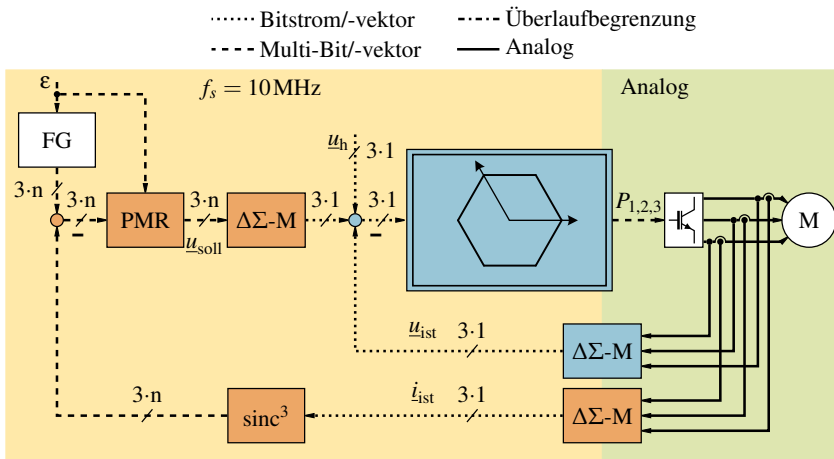 Bitstrom/-vektor
Überlaufbegrenzung
Multi-Bit/-vektor
Analog
ε
f_s = 10 MHz
Analog
FG
u_h
3·1
3·n
3·n
3·n
3·1
3·1
PMR
ΔΣ-M
P_1,2,3
M
u_soll
u_ist
3·1
ΔΣ-M
3·n
sinc³
i_ist
3·1
ΔΣ-M